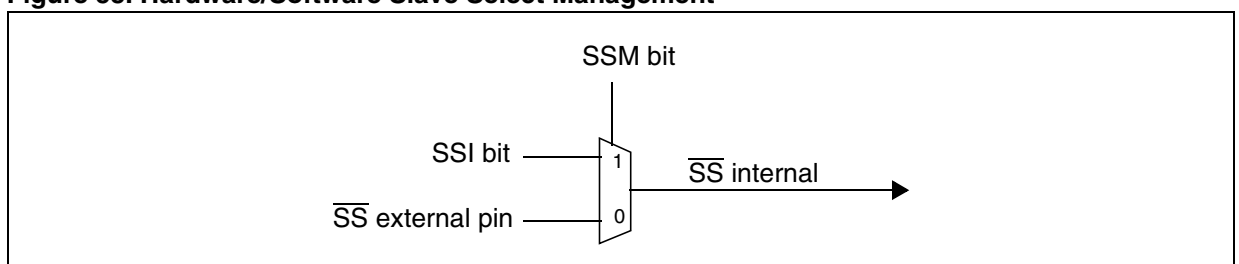 Figure 53. Hardware/Software Slave Select Management
SSM bit
SSI bit
1
SS internal
SS external pin
0